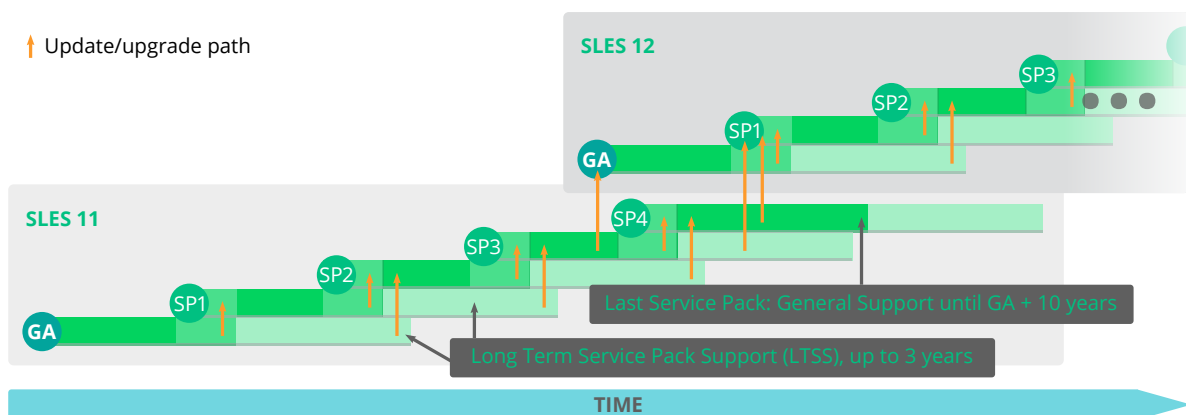 Update/upgrade path
SLES 12
SP3
SP2
SP1
GA
SLES 11
SP4
SP3
SP2
SP1
GA
Last Service Pack: General Support until GA + 10 years
Long Term Service Pack Support (LTSS), up to 3 years
TIME